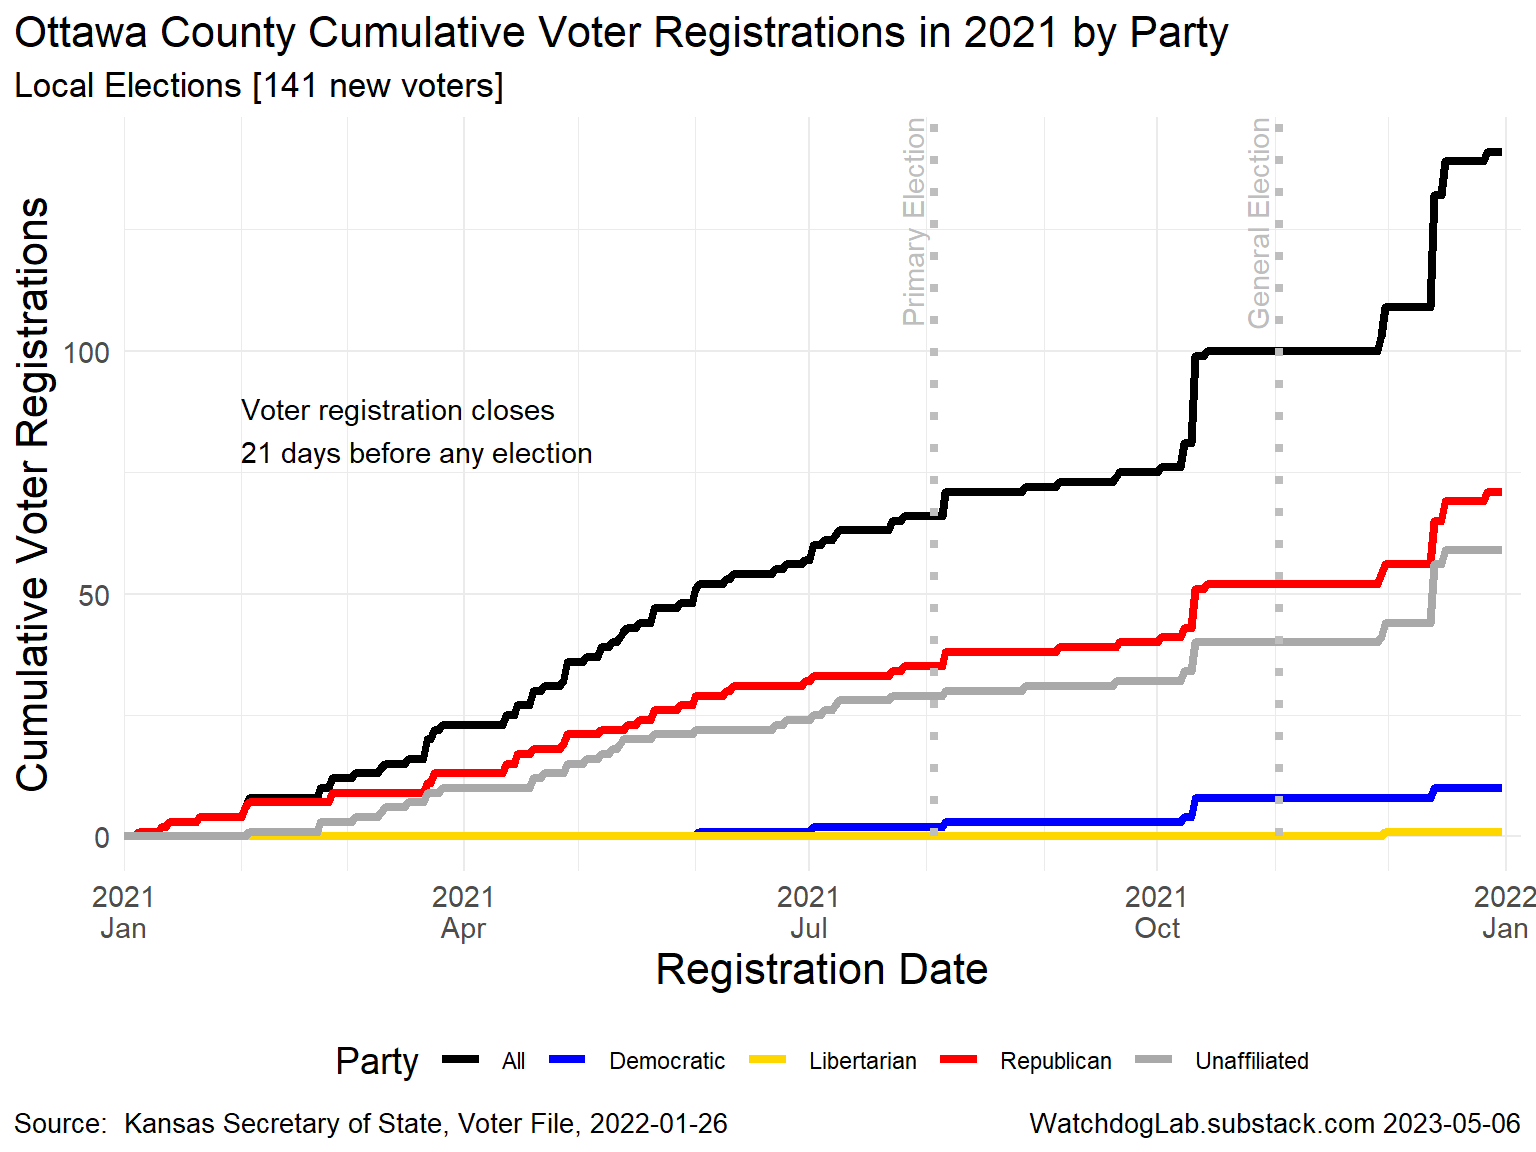 Ottawa County Cumulative Voter Registrations in 2021 by Party
Local Elections [141 new voters]
Cumulative Voter Registrations
100
50
0
Primary Election
General Election
Voter registration closes
21 days before any election
2021 2021 2021 2021 2022
Jan Apr Jul Oct Jan
Registration Date
Party All Democratic Libertarian Republican Unaffiliated
Source:  Kansas Secretary of State, Voter File, 2022-01-26
WatchdogLab.substack.com 2023-05-06